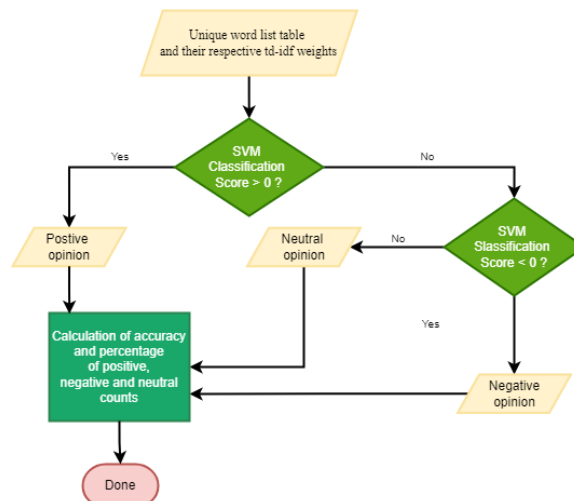 Unique word list table
and their respective td-idf weights
Yes
SVM
Classification
Score > 0 ?
No
Postive
opinion
Neutral
opinion
No
SVM
Slassification
Score < 0 ?
Calculation of accuracy
and percentage
of positive,
negative and neutral
counts
Yes
Negative
opinion
Done